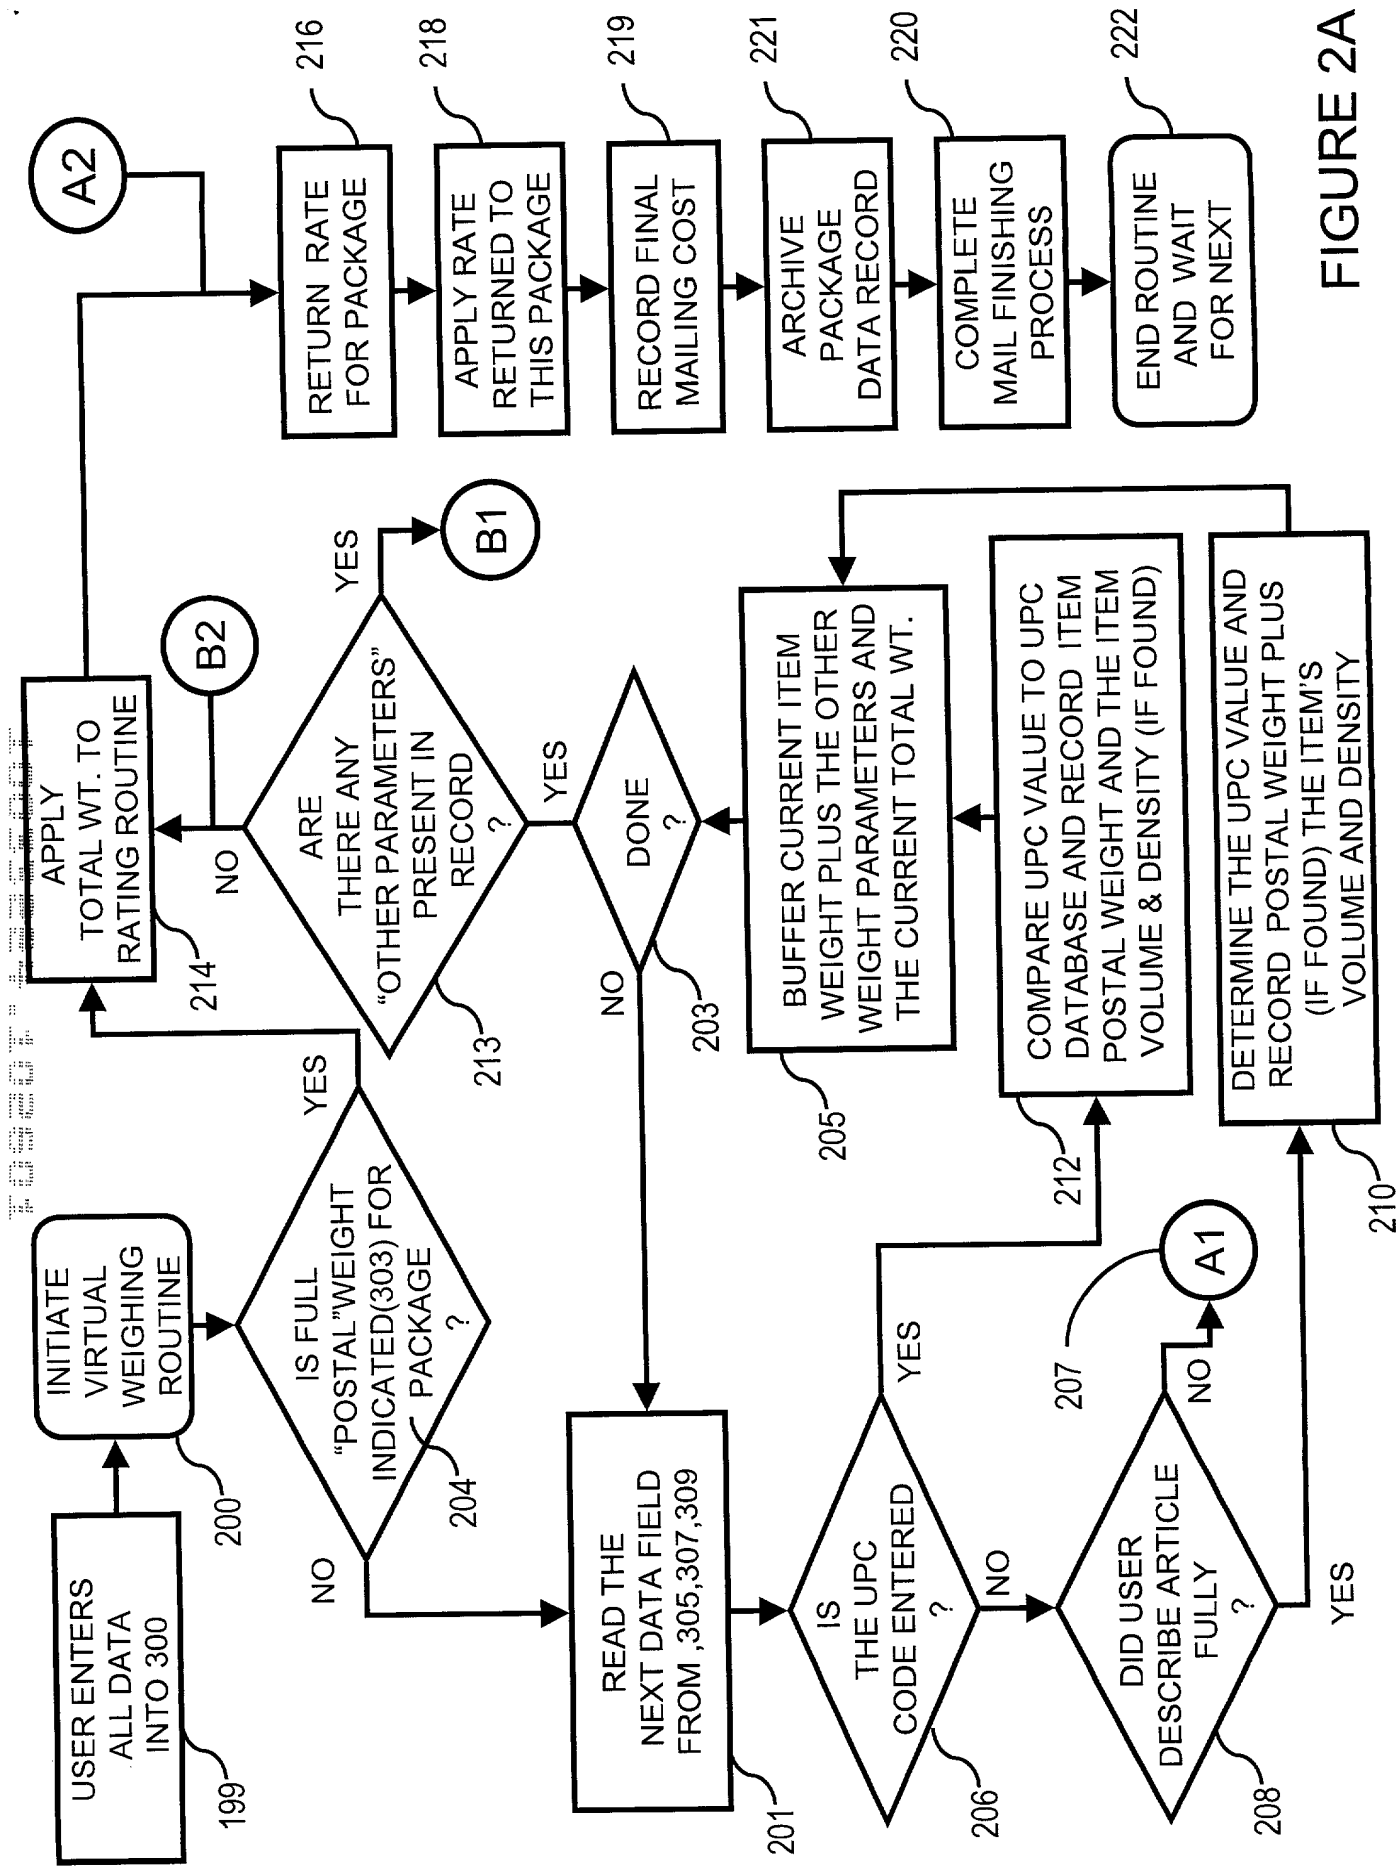 USER ENTERS
ALL DATA
INTO 300
199
INITIATE
VIRTUAL
WEIGHING
ROUTINE
200
IS FULL
“POSTAL”WEIGHT
INDICATED(303) FOR
PACKAGE
?
204
YES
NO
APPLY
TOTAL WT. TO
RATING ROUTINE
214
B2
NO
ARE
THERE ANY
“OTHER PARAMETERS”
PRESENT IN
RECORD
?
213
YES
B1
YES
DONE
?
203
NO
READ THE
NEXT DATA FIELD
FROM ,305,307,309
201
IS
THE UPC
CODE ENTERED
?
206
YES
NO
DID USER
DESCRIBE ARTICLE
FULLY
?
208
NO
207
A1
YES
BUFFER CURRENT ITEM
WEIGHT PLUS THE OTHER
WEIGHT PARAMETERS AND
THE CURRENT TOTAL WT.
205
COMPARE UPC VALUE TO UPC
DATABASE AND RECORD ITEM
POSTAL WEIGHT AND THE ITEM
VOLUME & DENSITY (IF FOUND)
212
DETERMINE THE UPC VALUE AND
RECORD POSTAL WEIGHT PLUS
(IF FOUND) THE ITEM'S
VOLUME AND DENSITY
210
A2
RETURN RATE
FOR PACKAGE
216
APPLY RATE
RETURNED TO
THIS PACKAGE
218
RECORD FINAL
MAILING COST
219
ARCHIVE
PACKAGE
DATA RECORD
221
COMPLETE
MAIL FINISHING
PROCESS
220
END ROUTINE
AND WAIT
FOR NEXT
222
FIGURE 2A